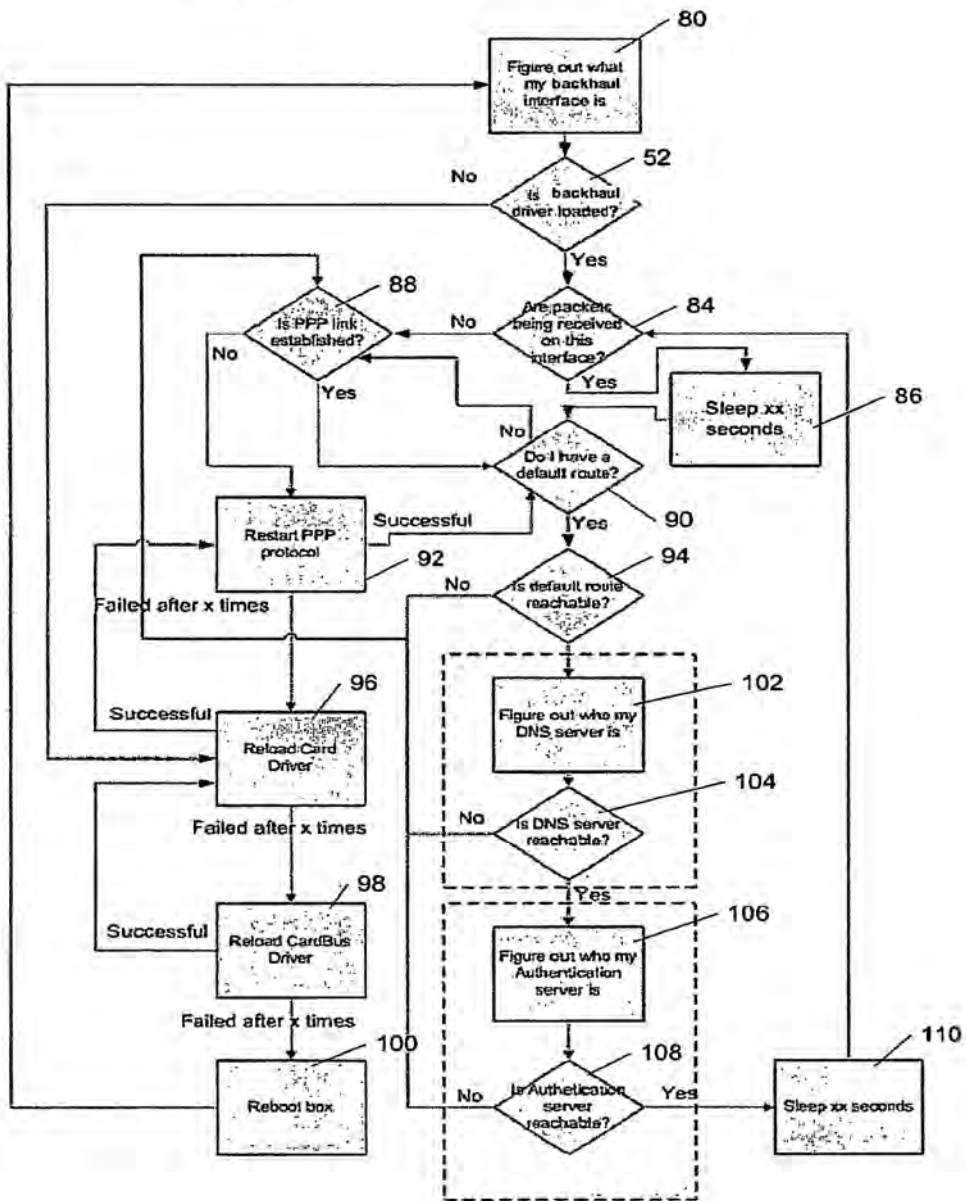 80
Figure out what
my backhaul
interface is
52
No
Is backhaul
driver loaded?
Yes
88
84
Is PPP link
established?
No
Are packets
being received
on this
interface?
No
Yes
Yes
86
Sleep xx
seconds
No
Do I have a
default route?
90
Restart PPP
protocol
Successful
92
Yes
94
No
Is default route
reachable?
Failed after x times
96
102
Successful
Reload Card
Driver
Figure out who my
DNS server is
104
Failed after x times
No
Is DNS server
reachable?
98
Yes
106
Successful
Reload CardBus
Driver
Figure out who my
Authentication
server is
Failed after x times
100
108
110
Reboot box
No
Is Authetication
server
reachable?
Yes
Sleep xx seconds